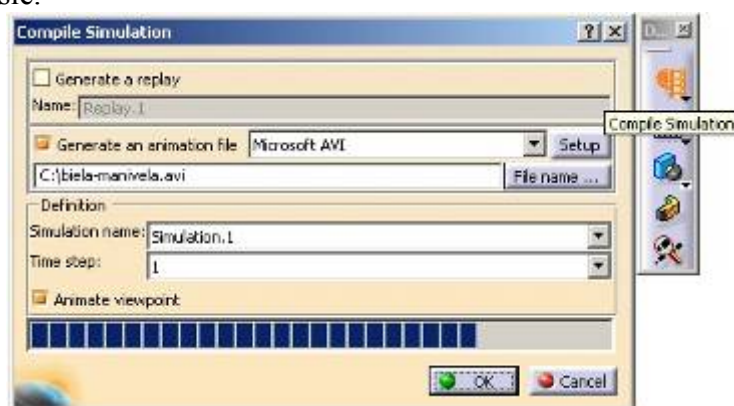 Compile Simulation
D...
Generate a replay
Name: Replay.1
Compile Simulation
Generate an animation file Microsoft AVI Setup
C:\biela-manivela.avi File name ...
Definition
Simulation name: Simulation.1
Time step: 1
Animate viewpoint
OK Cancel